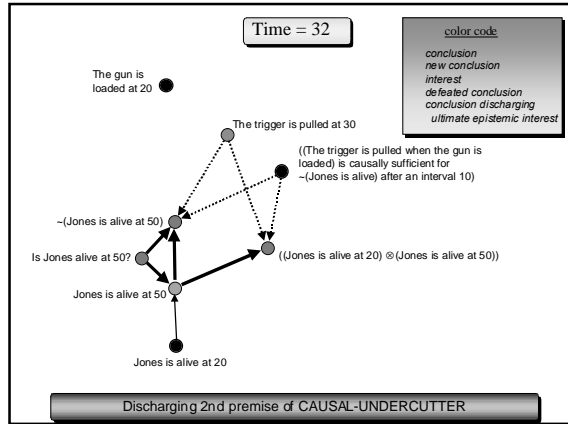 Time = 32
color code
conclusion
new conclusion
interest
defeated conclusion
conclusion discharging
ultimate epistemic interest
The gun is
loaded at 20
The trigger is pulled at 30
((The trigger is pulled when the gun is
loaded) is causally sufficient for
~(Jones is alive) after an interval 10)
~(Jones is alive at 50)
Is Jones alive at 50?
((Jones is alive at 20) ⊗(Jones is alive at 50))
Jones is alive at 50
Jones is alive at 20
Discharging 2nd premise of CAUSAL-UNDERCUTTER